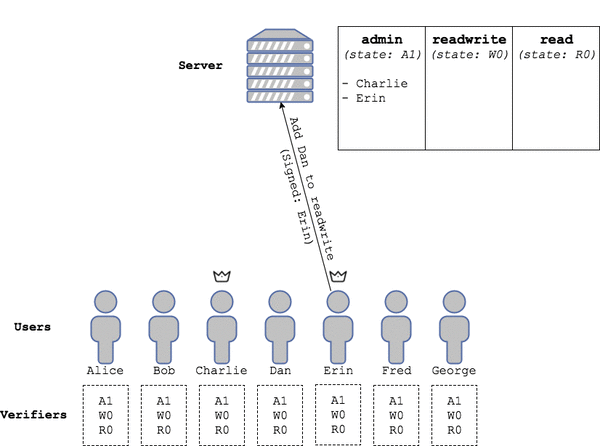 admin readwrite read
(state: A1) (state: W0) (state: R0)
Server
- Charlie
- Erin
Add Dan to readwrite
(Signed: Erin)
Users
Alice Bob Charlie Dan Erin Fred George
Verifiers
A1 A1 A1 A1 A1 A1 A1
W0 W0 W0 W0 W0 W0 W0
R0 R0 R0 R0 R0 R0 R0